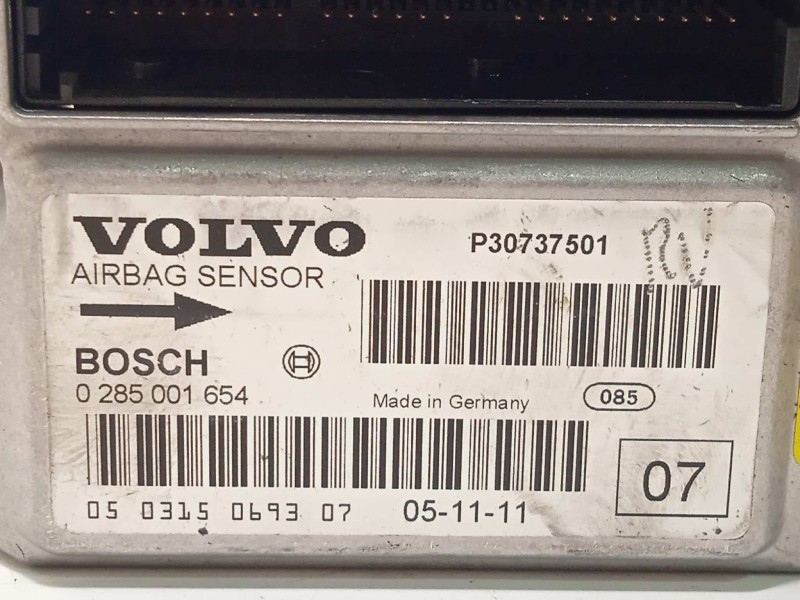 VOLVO
P30737501
AIRBAG SENSOR
BOSCH
0 285 001 654
Made in Germany
085
05 0315 0693 07
05-11-11
07